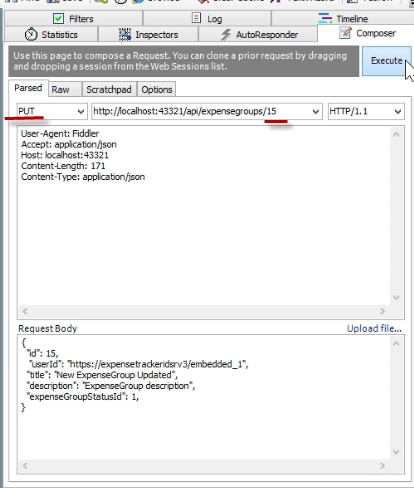 Filters Log Timeline
Statistics Inspectors AutoResponder Composer
Use this page to compose a Request. You can clone a prior request by dragging
and dropping a session from the Web Sessions list.
Execute
Parsed Raw Scratchpad Options
PUT http://localhost:43321/api/expensegroups/15 HTTP/1.1
User-Agent: Fiddler
Accept: application/json
Host: localhost:43321
Content-Length: 171
Content-Type: application/json
Request Body Upload file...
{
"id": 15,
"userId": "https://expensetrackeridsrv3/embedded_1",
"title": "New ExpenseGroup Updated",
"description": "ExpenseGroup description",
"expenseGroupStatusId": 1,
}